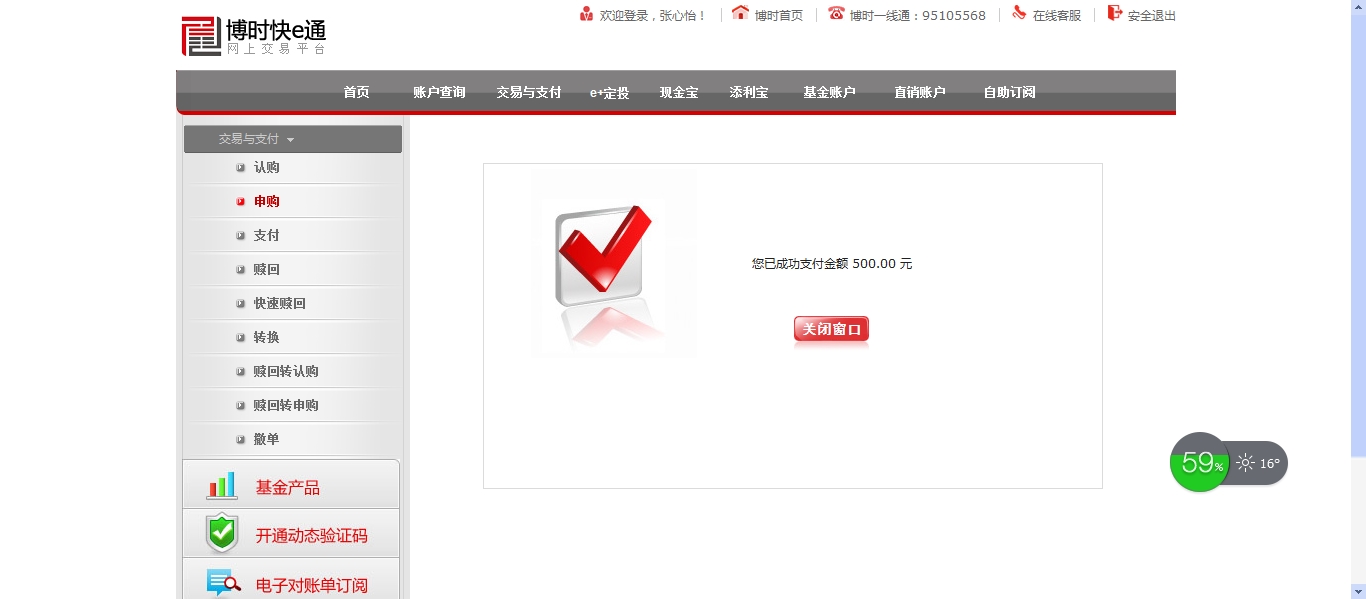 欢迎登录，张心怡！
博时首页
博时一线通：95105568
在线客服
安全退出
博时快e通
网上交易平台
首页 账户查询 交易与支付 e+定投 现金宝 添利宝 基金账户 直销账户 自助订阅
交易与支付
认购
申购
支付
赎回
快速赎回
转换
赎回转认购
赎回转申购
撤单
基金产品
开通动态验证码
电子对账单订阅
您已成功支付金额 500.00 元
关闭窗口
59%
16°